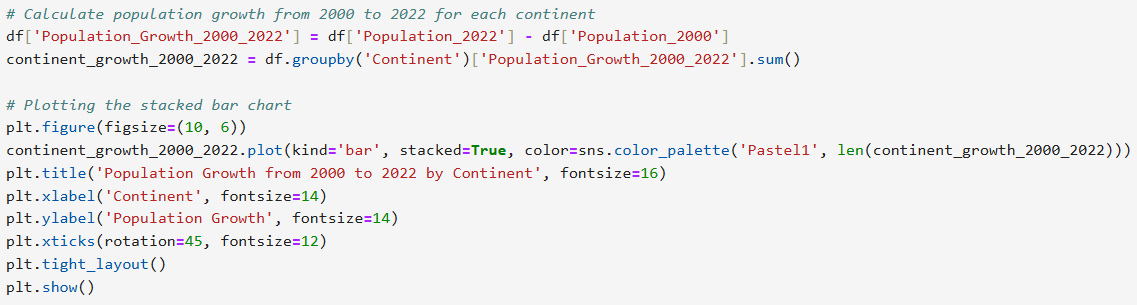 # Calculate population growth from 2000 to 2022 for each continent
df['Population_Growth_2000_2022'] = df['Population_2022'] - df['Population_2000']
continent_growth_2000_2022 = df.groupby('Continent')['Population_Growth_2000_2022'].sum()

# Plotting the stacked bar chart
plt.figure(figsize=(10, 6))
continent_growth_2000_2022.plot(kind='bar', stacked=True, color=sns.color_palette('Pastel1', len(continent_growth_2000_2022)))
plt.title('Population Growth from 2000 to 2022 by Continent', fontsize=16)
plt.xlabel('Continent', fontsize=14)
plt.ylabel('Population Growth', fontsize=14)
plt.xticks(rotation=45, fontsize=12)
plt.tight_layout()
plt.show()